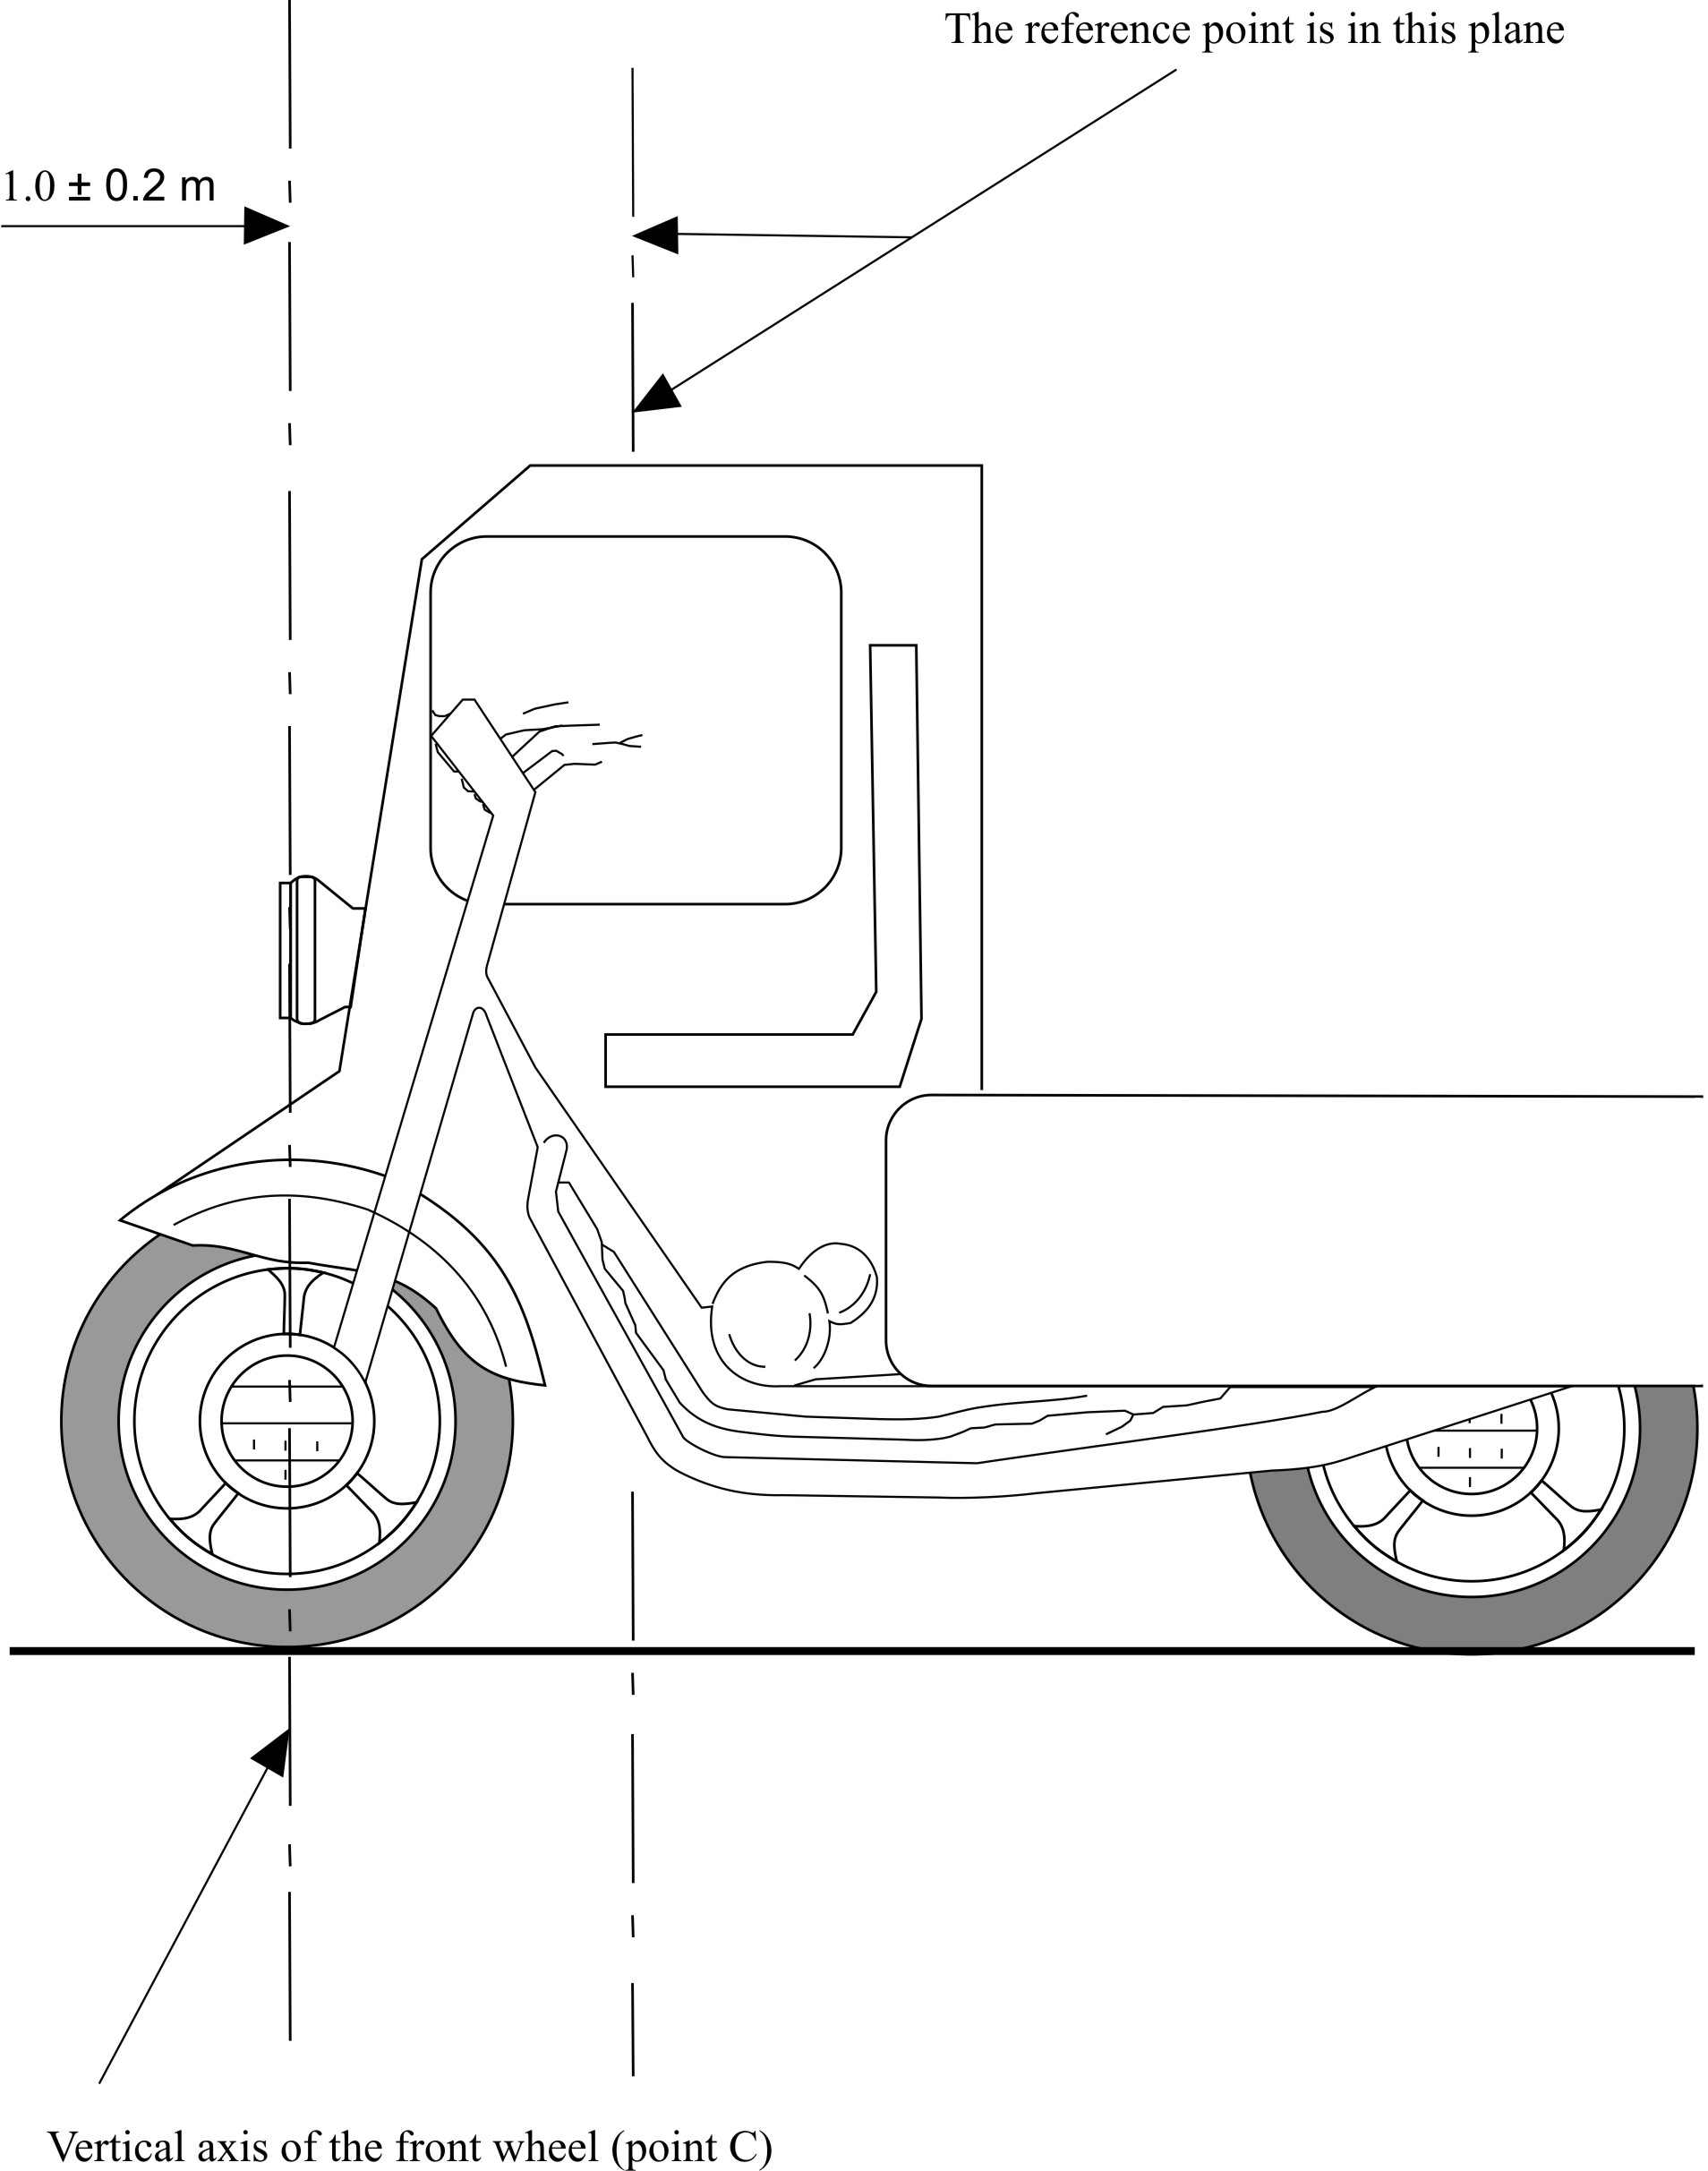 The reference point is in this plane
1.0 ± 0.2 m
Vertical axis of the front wheel (point C)